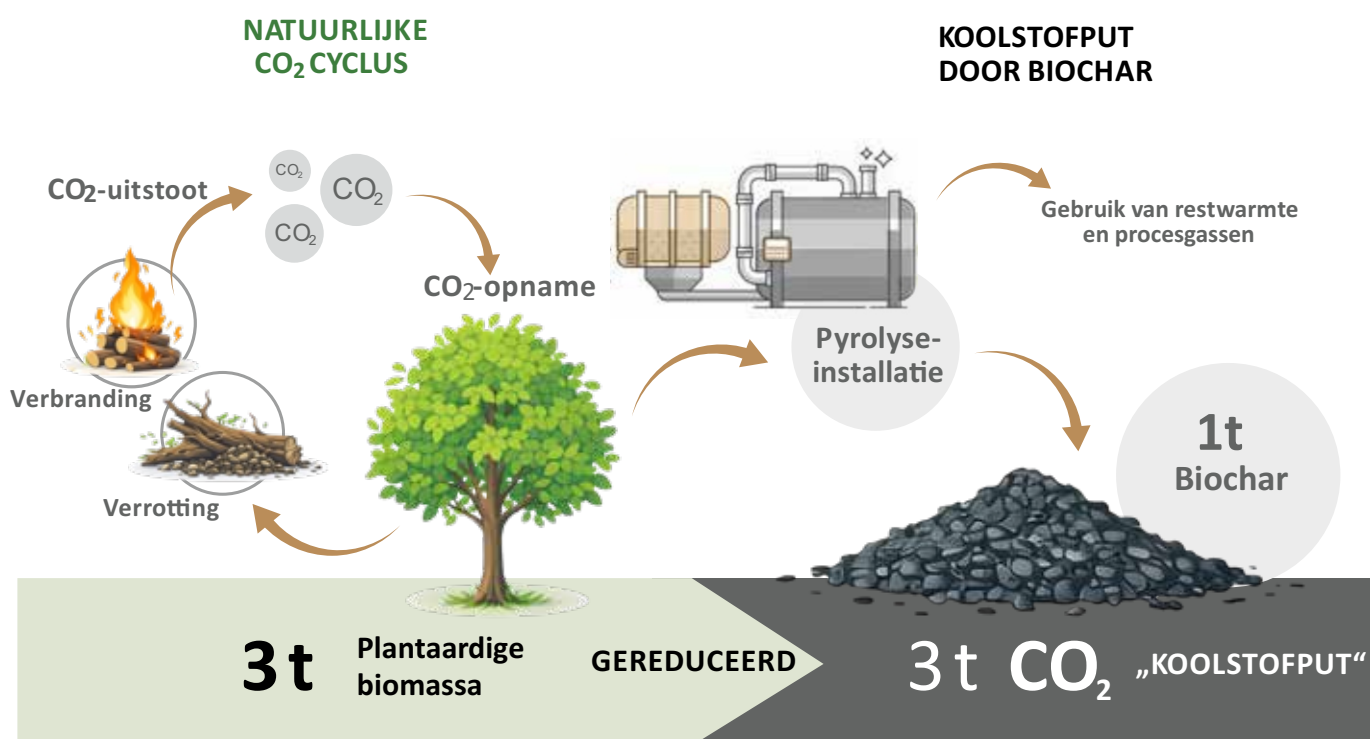 NATUURLIJKE
CO₂ CYCLUS
KOOLSTOFPUT
DOOR BIOCHAR
CO₂-uitstoot
CO₂
CO₂
CO₂
CO₂-opname
Gebruik van restwarmte
en procesgassen
Pyrolyse-
installatie
Verbranding
Verrotting
1t
Biochar
3 t
Plantaardige
biomassa
GEREDUCEERD
3 t CO₂ „KOOLSTOFPUT“